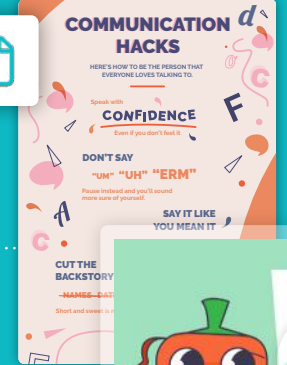 COMMUNICATION
HACKS
HERE'S HOW TO BE THE PERSON THAT
EVERYONE LOVES TALKING TO.
Speak with
CONFIDENCE
Even if you don't feel it
DON'T SAY
"UM" "UH" "ERM"
Pause instead and you'll sound
more sure of yourself.
SAY IT LIKE
YOU MEAN IT
CUT THE
BACKSTORY
NAMES
Short and sweet is
d
C
F
A
C
E